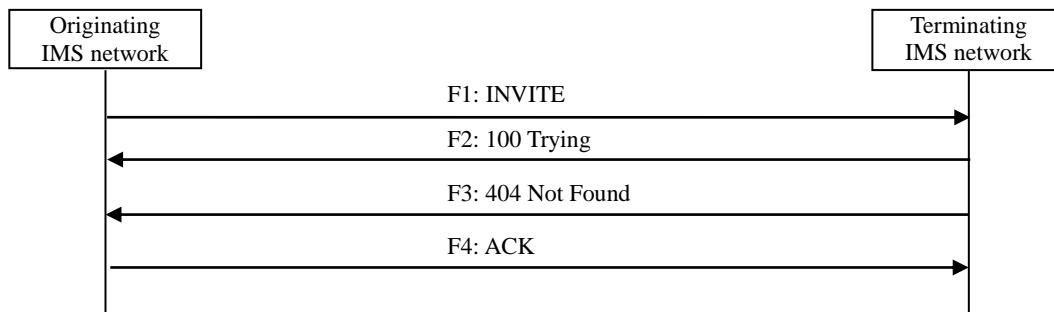 Originating
IMS network
Terminating
IMS network
F1: INVITE
F2: 100 Trying
F3: 404 Not Found
F4: ACK